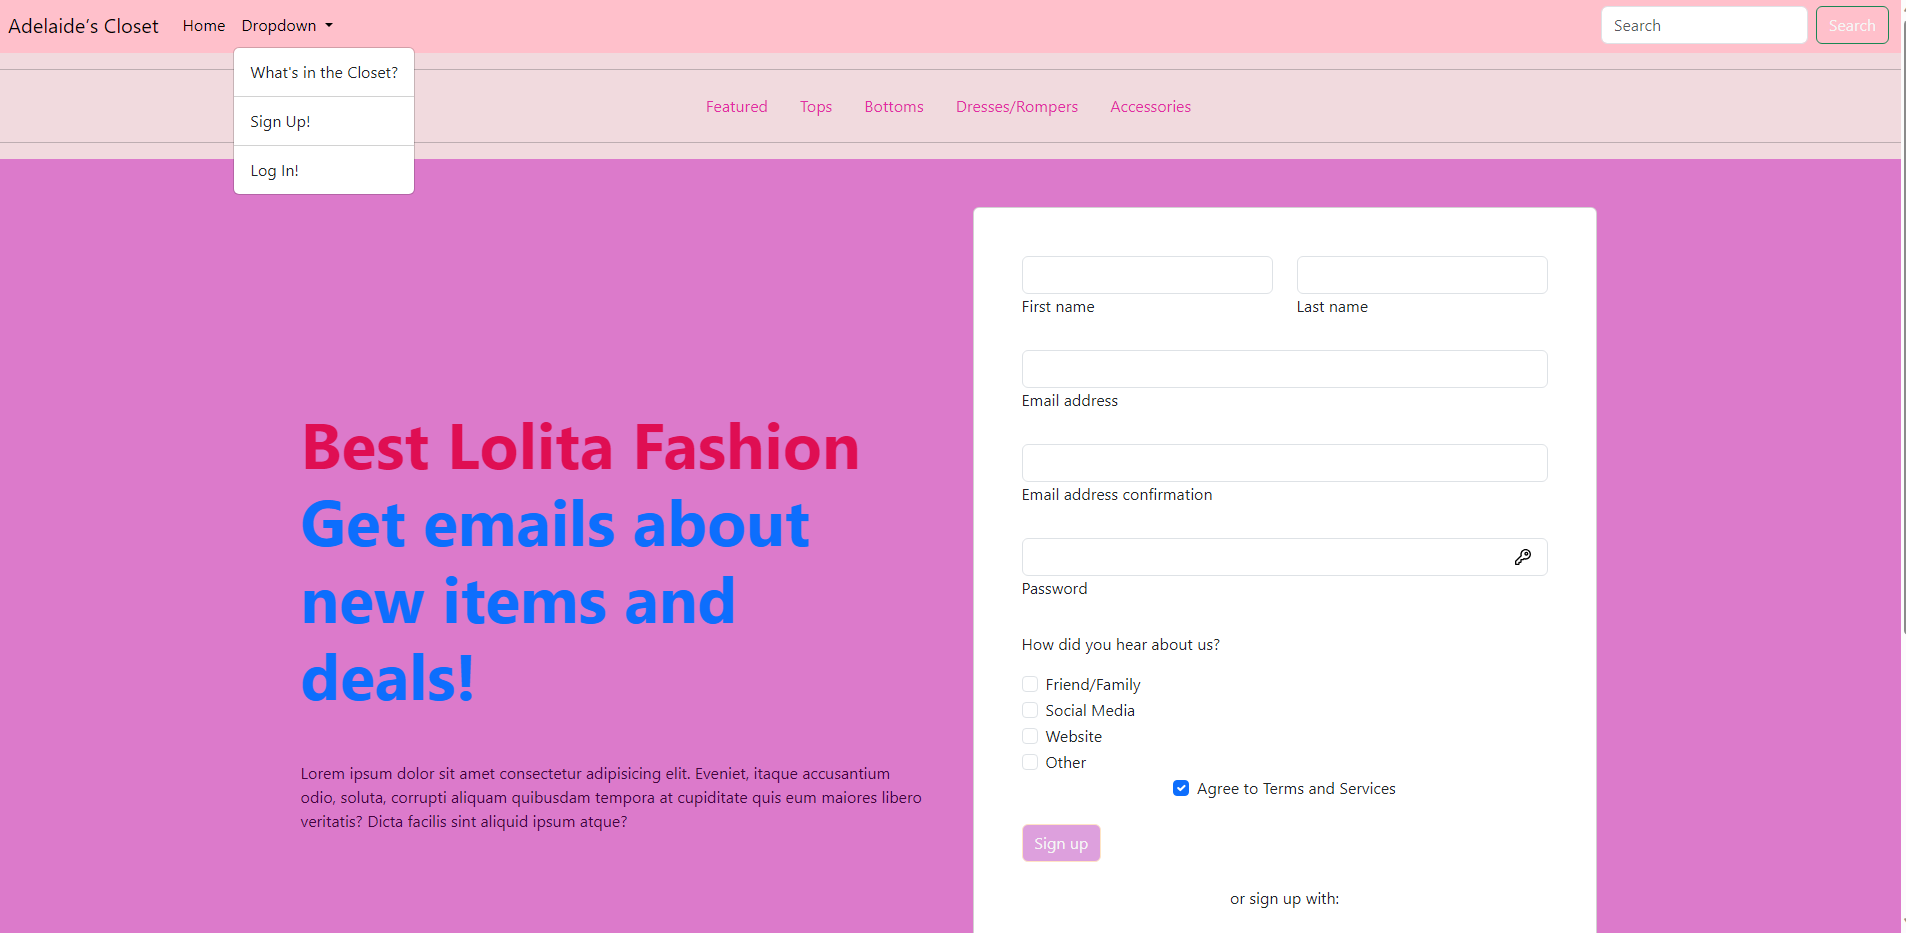 Adelaide’s Closet Home Dropdown Search Search
What's in the Closet?
Sign Up!
Log In!
Featured Tops Bottoms Dresses/Rompers Accessories
Best Lolita Fashion
Get emails about
new items and
deals!
Lorem ipsum dolor sit amet consectetur adipisicing elit. Eveniet, itaque accusantium
odio, soluta, corrupti aliquam quibusdam tempora at cupiditate quis eum maiores libero
veritatis? Dicta facilis sint aliquid ipsum atque?
First name Last name
Email address
Email address confirmation
Password
How did you hear about us?
Friend/Family
Social Media
Website
Other
Agree to Terms and Services
Sign up
or sign up with: